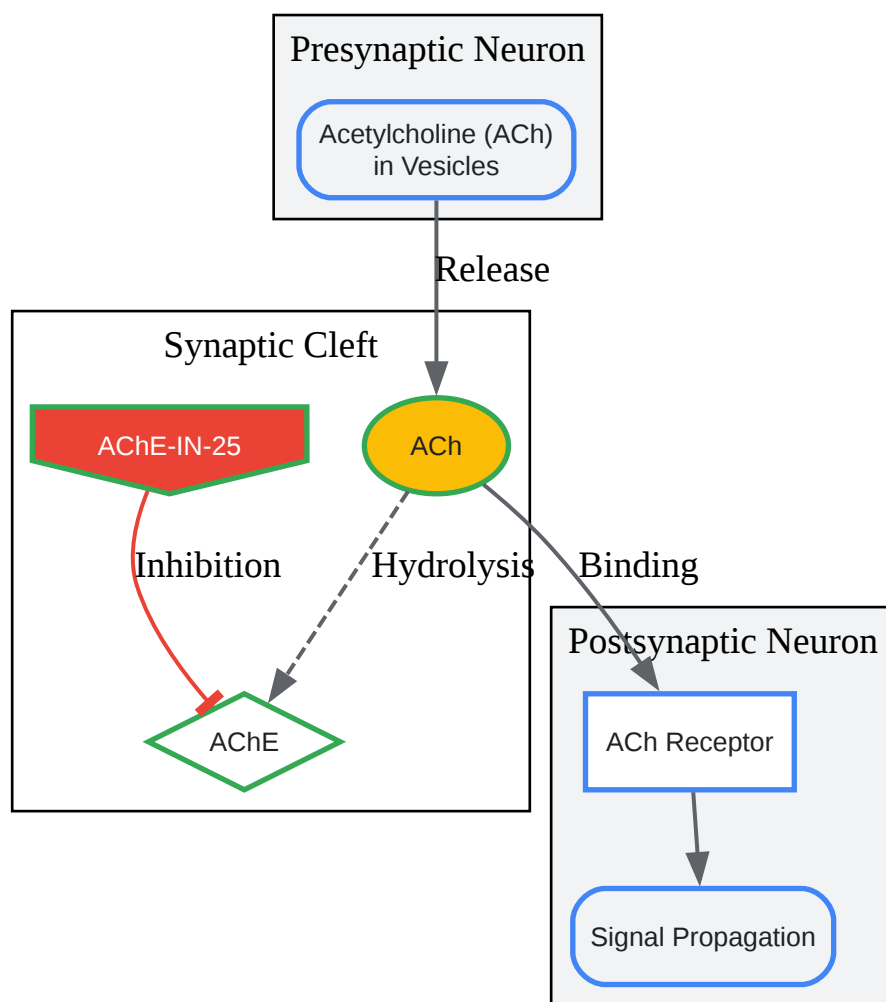 Presynaptic Neuron
Acetylcholine (ACh)
in Vesicles
Release
Synaptic Cleft
AChE-IN-25
ACh
Inhibition
Hydrolysis
Binding
Postsynaptic Neuron
AChE
ACh Receptor
Signal Propagation